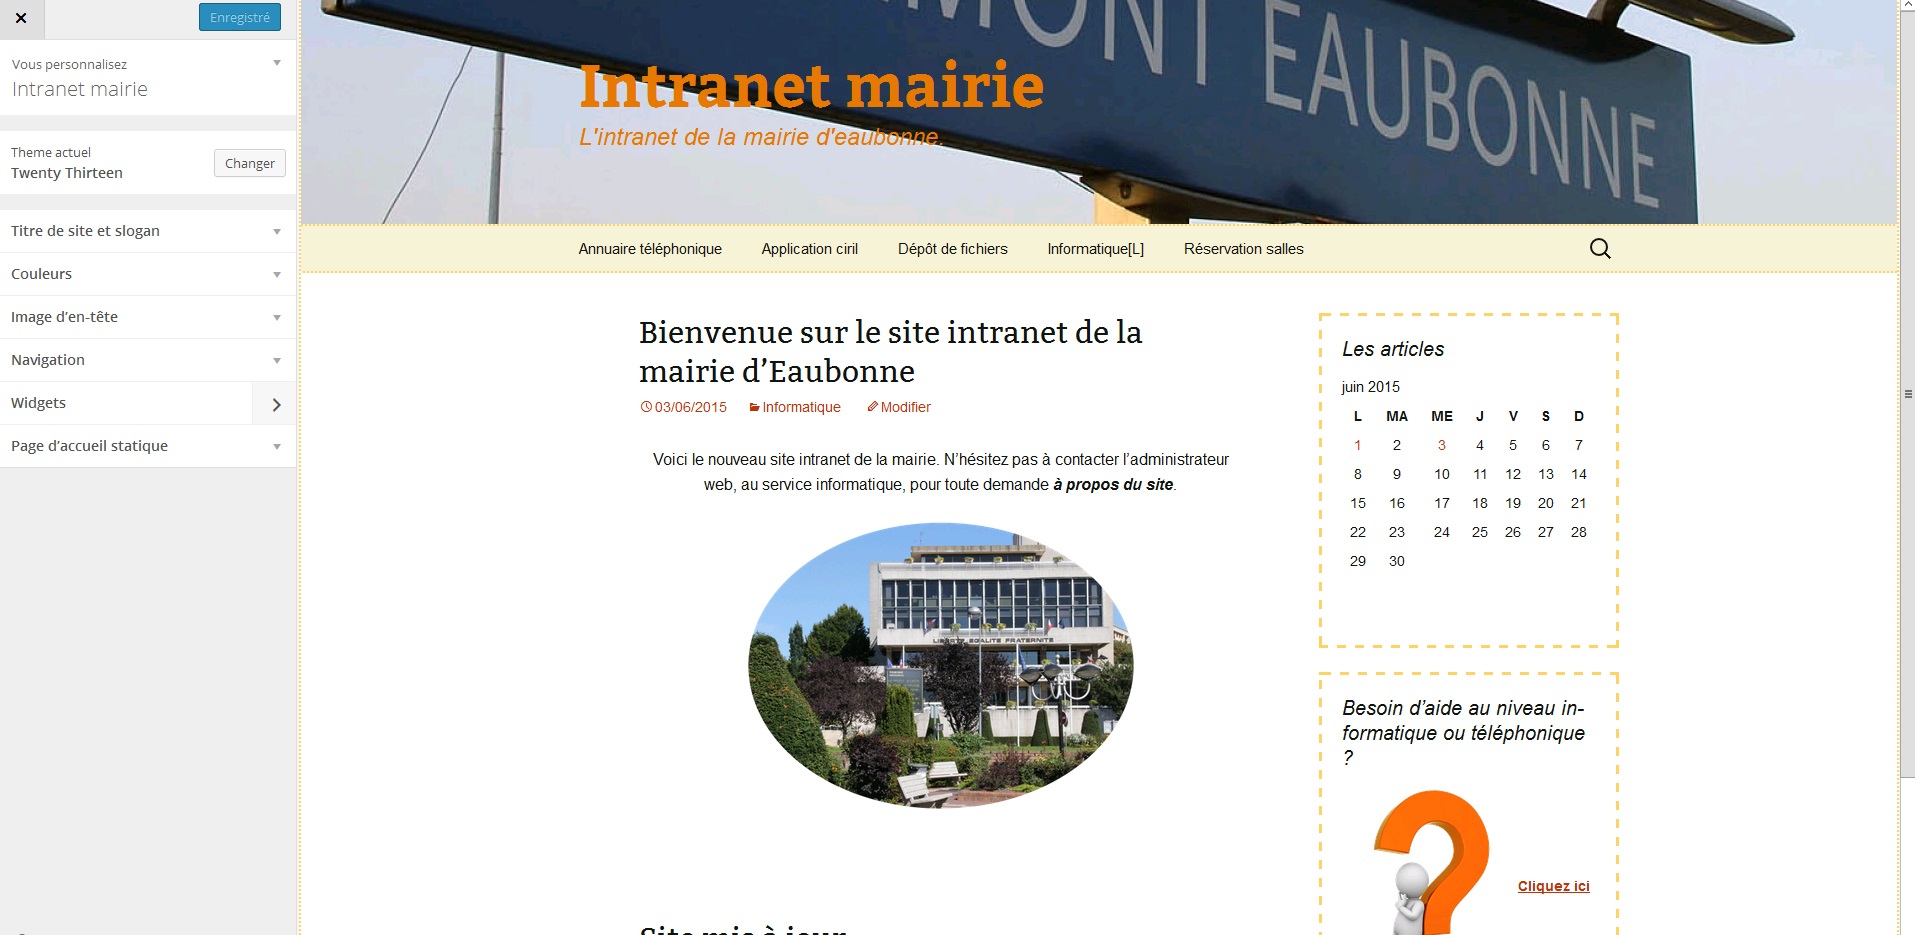 Enregistré
Vous personnalisez
Intranet mairie
Theme actuel
Twenty Thirteen
Changer
Titre de site et slogan
Couleurs
Image d'en-tête
Navigation
Widgets
Page d'accueil statique
MONT EAUBONNE
Intranet mairie
L'intranet de la mairie d'eaubonne.
Annuaire téléphonique Application ciril Dépôt de fichiers Informatique[L] Réservation salles
Bienvenue sur le site intranet de la
mairie d’Eaubonne
03/06/2015 Informatique Modifier
Voici le nouveau site intranet de la mairie. N’hésitez pas à contacter l’administrateur
web, au service informatique, pour toute demande à propos du site.
LIBERTE EGALITE FRATERNITE
Site mis à jour
Les articles
juin 2015
L MA ME J V S D
1 2 3 4 5 6 7
8 9 10 11 12 13 14
15 16 17 18 19 20 21
22 23 24 25 26 27 28
29 30
Besoin d’aide au niveau in-
formatique ou téléphonique
?
Cliquez ici